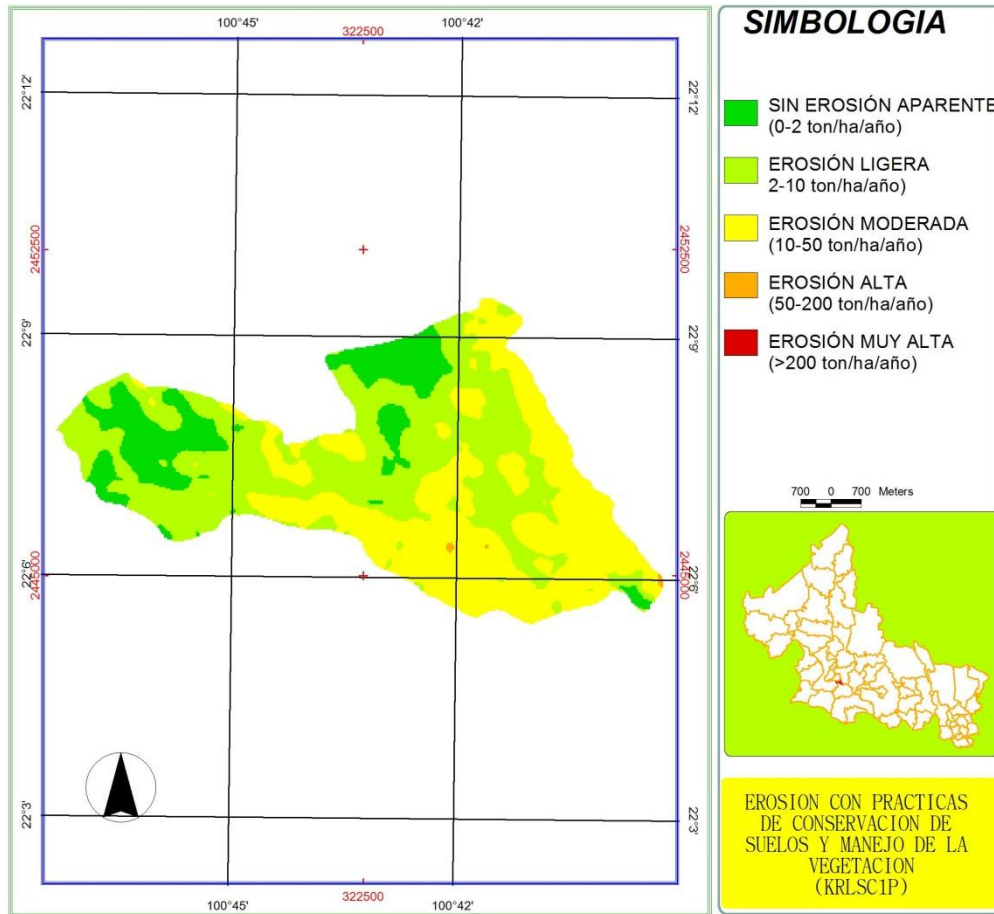 100°45'
100°42'
322500
22°12'
22°12'
2452500
2452500
22°9'
22°9'
22°6'
22°6'
2445000
2445000
22°3'
22°3'
100°45'
100°42'
322500
SIMBOLOGIA
SIN EROSIÓN APARENTE
(0-2 ton/ha/año)
EROSIÓN LIGERA
2-10 ton/ha/año)
EROSIÓN MODERADA
(10-50 ton/ha/año)
EROSIÓN ALTA
(50-200 ton/ha/año)
EROSIÓN MUY ALTA
(>200 ton/ha/año)
700 0 700 Meters
EROSION CON PRACTICAS
DE CONSERVACION DE
SUELOS Y MANEJO DE LA
VEGETACION
(KRLSC1P)